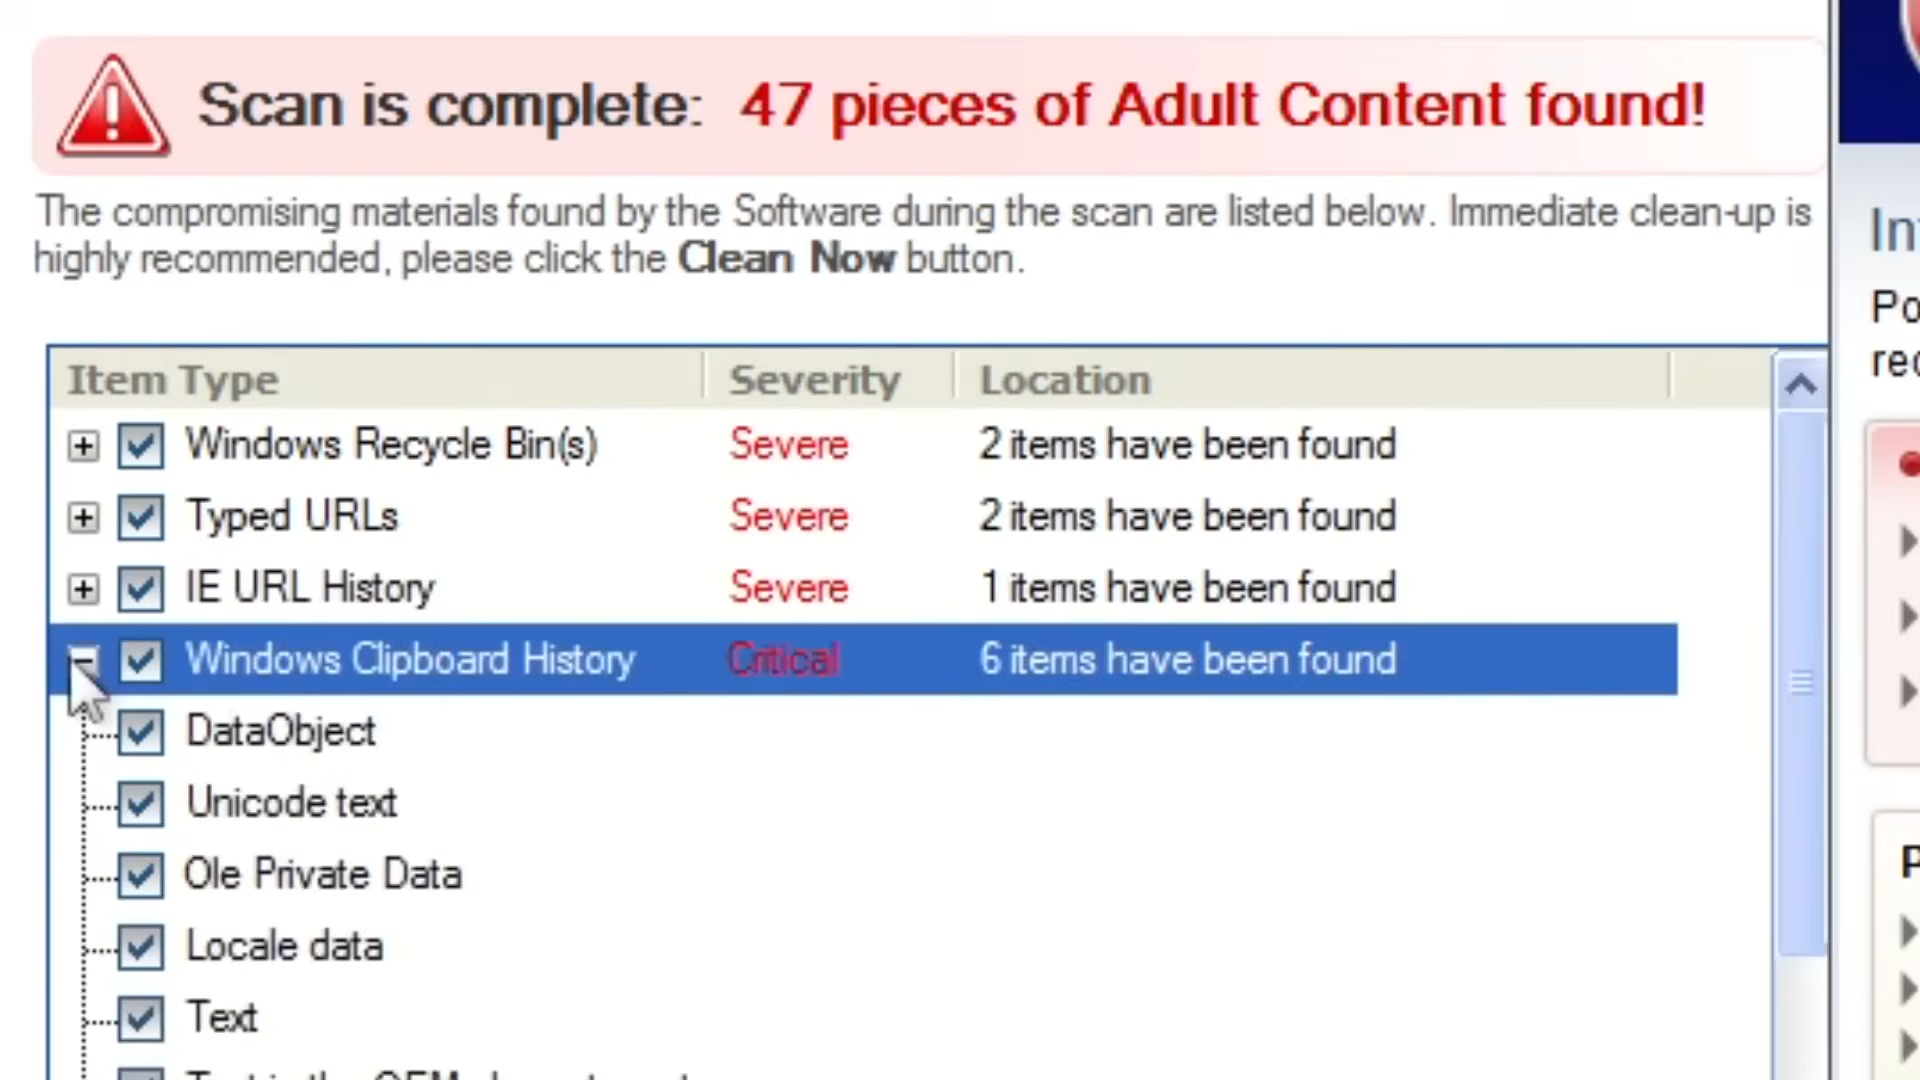 Scan is complete: 47 pieces of Adult Content found!
The compromising materials found by the Software during the scan are listed below. Immediate clean-up is
highly recommended, please click the Clean Now button.
Item Type Severity Location
Windows Recycle Bin(s) Severe 2 items have been found
Typed URLs Severe 2 items have been found
IE URL History Severe 1 items have been found
Windows Clipboard History Critical 6 items have been found
DataObject
Unicode text
Ole Private Data
Locale data
Text